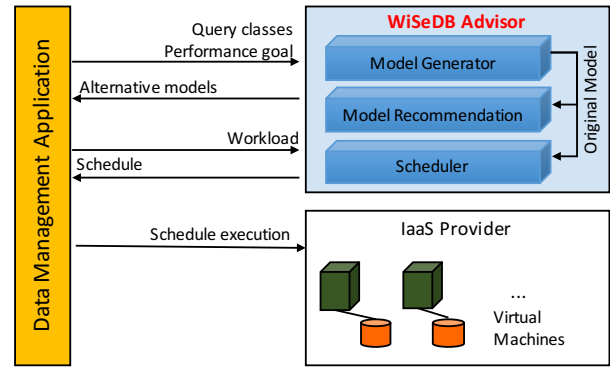 Data Management Application
Query classes
Performance goal
Alternative models
Workload
Schedule
Schedule execution
WiSeDB Advisor
Model Generator
Model Recommendation
Scheduler
Original Model
IaaS Provider
...
Virtual
Machines